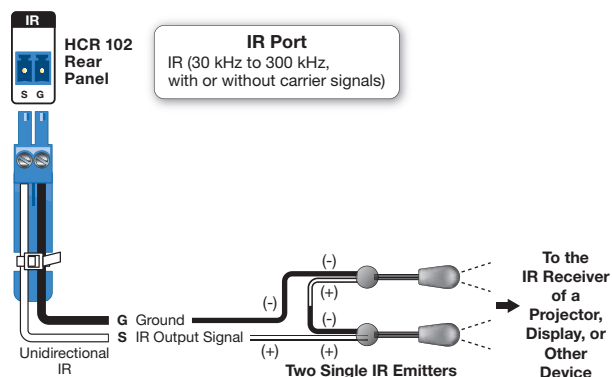 IR
S G
HCR 102
Rear
Panel
IR Port
IR (30 kHz to 300 kHz,
with or without carrier signals)
G Ground
S IR Output Signal
Unidirectional
IR
(-)
(-)
(+)
(-)
(+)
(+)
Two Single IR Emitters
To the
IR Receiver
of a
Projector,
Display, or
Other
Device